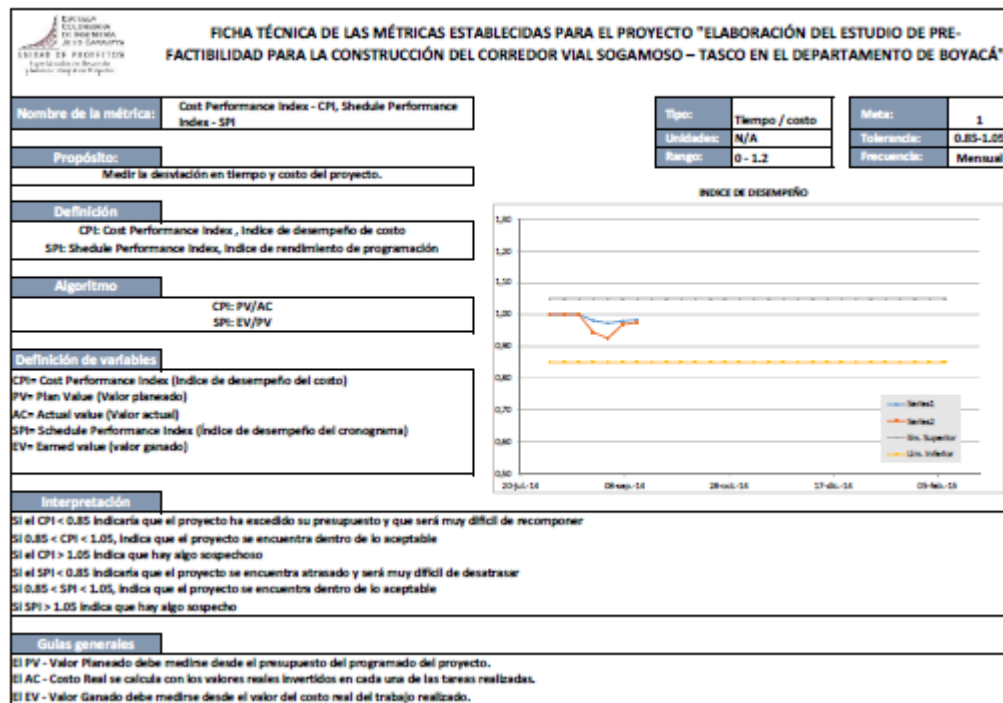 ESCUELA
COLOMBIANA
DE INGENIERÍA
JULIO GARAVITO
UNIDAD DE PROYECTOS
FICHA TÉCNICA DE LAS MÉTRICAS ESTABLECIDAS PARA EL PROYECTO "ELABORACIÓN DEL ESTUDIO DE PRE-
FACTIBILIDAD PARA LA CONSTRUCCIÓN DEL CORREDOR VIAL SOGAMOSO – TASCO EN EL DEPARTAMENTO DE BOYACÁ"
Nombre de la métrica: Cost Performance Index - CPI, Shedule Performance
Index - SPI
Tipo: Tiempo / costo
Unidades: N/A
Rango: 0 - 1.2
Meta: 1
Tolerancia: 0.85-1.05
Frecuencia: Mensual
Propósito:
Medir la desviación en tiempo y costo del proyecto.
Definición
CPI: Cost Performance Index , Indice de desempeño de costo
SPI: Shedule Performance Index, Indice de rendimiento de programación
Algoritmo
CPI: PV/AC
SPI: EV/PV
Definición de variables
CPI= Cost Performance Index (Indice de desempeño del costo)
PV= Plan Value (Valor planeado)
AC= Actual value (Valor actual)
SPI= Schedule Performance Index (Índice de desempeño del cronograma)
EV= Earned value (valor ganado)
INDICE DE DESEMPEÑO
1,30
1,20
1,10
1,00
0,90
0,80
0,70
0,60
0,50
20-jul.-14
08-sep.-14
28-oct.-14
17-dic.-14
05-feb.-15
Series1
Series2
lim. Superior
Lim. Inferior
Interpretación
Si el CPI < 0.85 indicaría que el proyecto ha excedido su presupuesto y que será muy difícil de recomponer
Si 0.85 < CPI < 1.05, indica que el proyecto se encuentra dentro de lo aceptable
Si el CPI > 1.05 indica que hay algo sospechoso
Si el SPI < 0.85 indicaría que el proyecto se encuentra atrasado y será muy difícil de desatrasar
Si 0.85 < SPI < 1.05, indica que el proyecto se encuentra dentro de lo aceptable
Si SPI > 1.05 indica que hay algo sospecho
Guías generales
El PV - Valor Planeado debe medirse desde el presupuesto del programado del proyecto.
El AC - Costo Real se calcula con los valores reales invertidos en cada una de las tareas realizadas.
El EV - Valor Ganado debe medirse desde el valor del costo real del trabajo realizado.